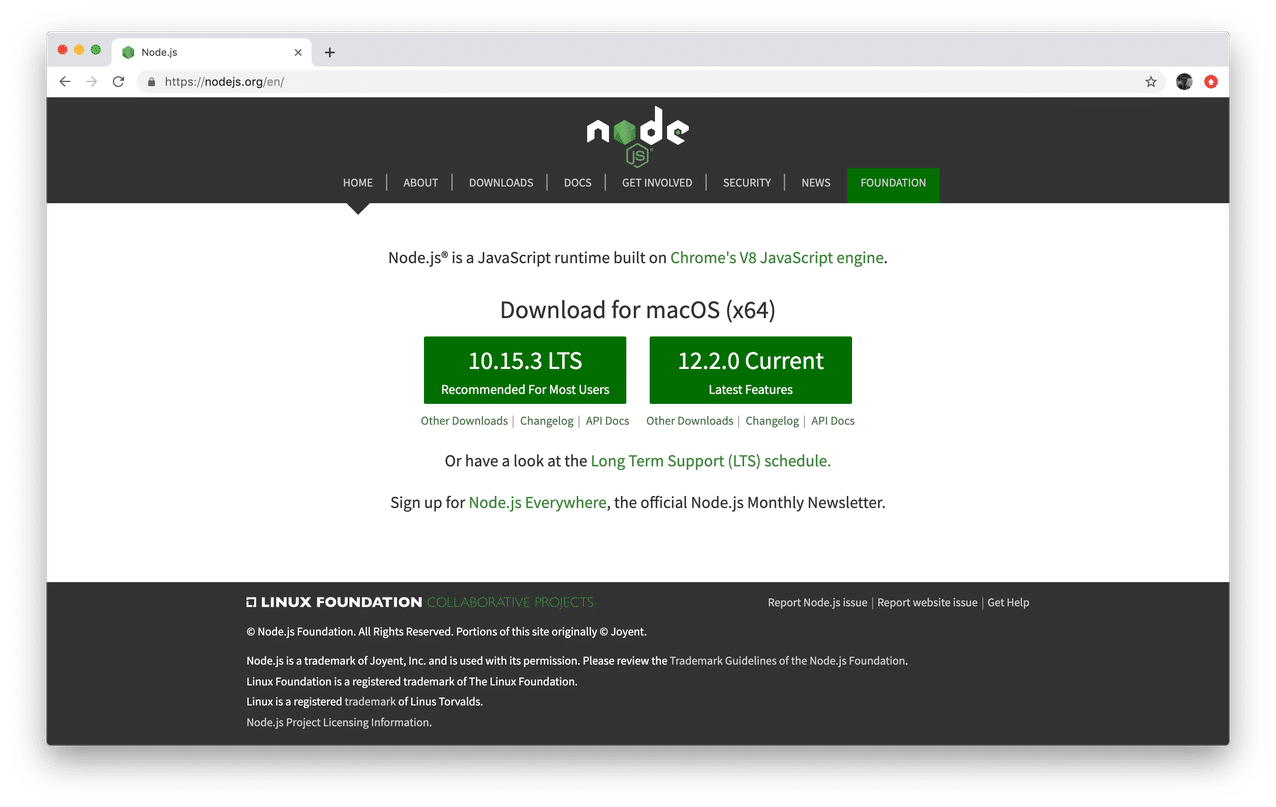 Node.js
https://nodejs.org/en/
node
JS
HOME | ABOUT | DOWNLOADS | DOCS | GET INVOLVED | SECURITY | NEWS FOUNDATION
Node.js® is a JavaScript runtime built on Chrome's V8 JavaScript engine.
Download for macOS (x64)
10.15.3 LTS
Recommended For Most Users
12.2.0 Current
Latest Features
Other Downloads | Changelog | API Docs
Other Downloads | Changelog | API Docs
Or have a look at the Long Term Support (LTS) schedule.
Sign up for Node.js Everywhere, the official Node.js Monthly Newsletter.
LINUX FOUNDATION COLLABORATIVE PROJECTS
Report Node.js issue | Report website issue | Get Help
© Node.js Foundation. All Rights Reserved. Portions of this site originally © Joyent.
Node.js is a trademark of Joyent, Inc. and is used with its permission. Please review the Trademark Guidelines of the Node.js Foundation.
Linux Foundation is a registered trademark of The Linux Foundation.
Linux is a registered trademark of Linus Torvalds.
Node.js Project Licensing Information.